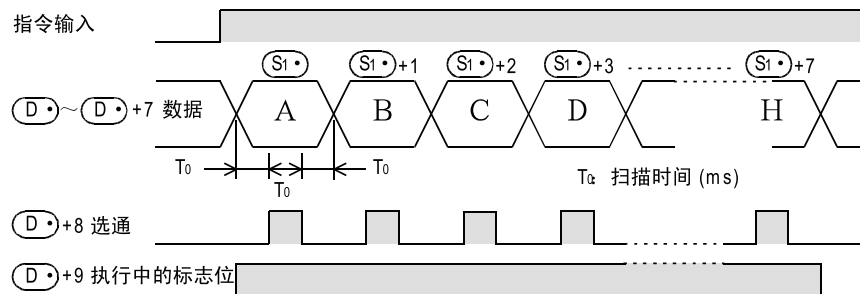 指令输入
S1• S1•+1 S1•+2 S1•+3 S1•+7
D•～D•+7 数据 A B C D H
T0 T0 T0
T0: 扫描时间 (ms)
D•+8 选通
D•+9 执行中的标志位